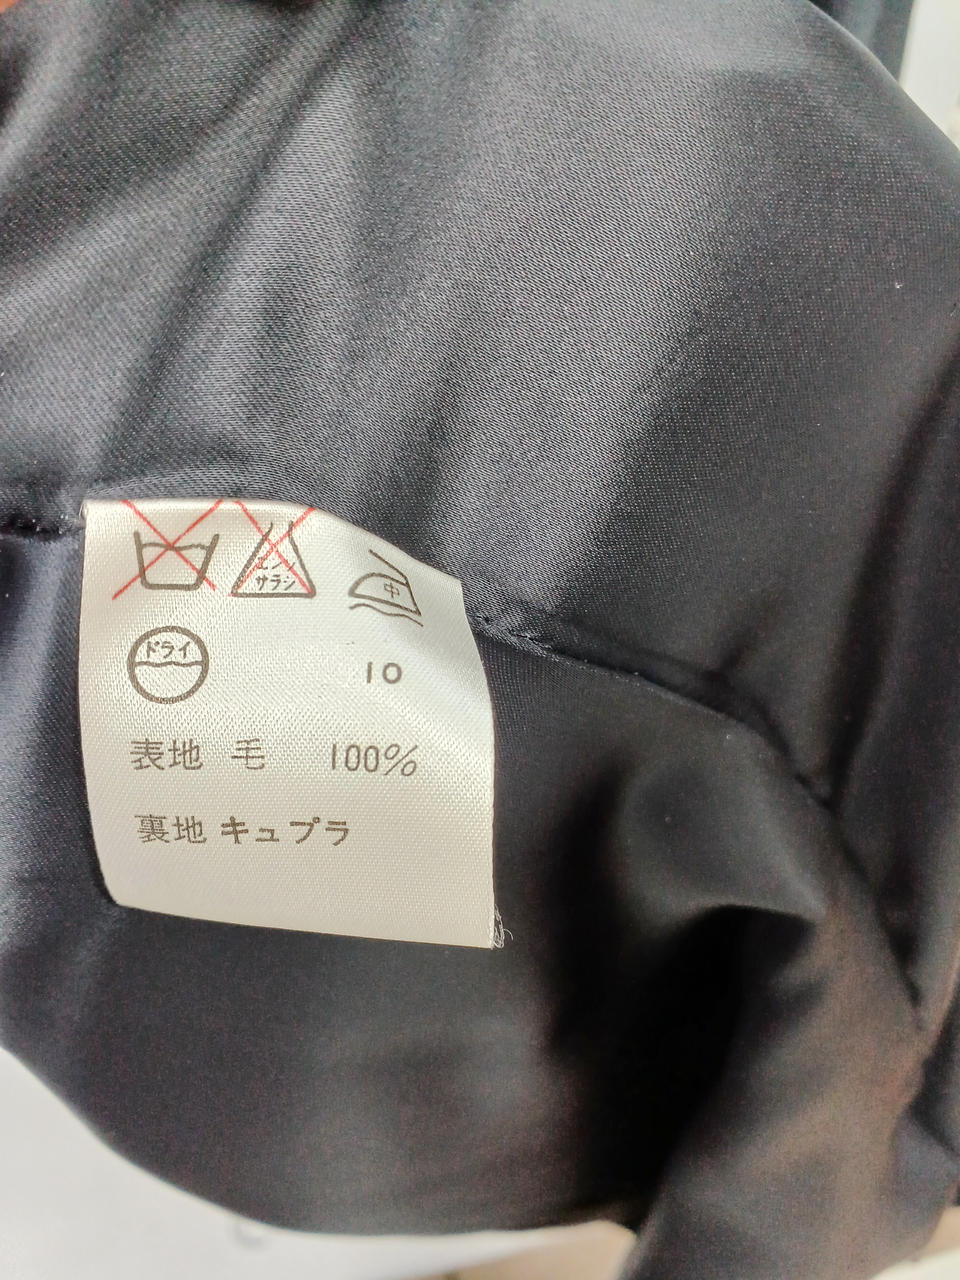 エンソ
サラシ
中
ドライ
10
表地 毛 100%
裏地 キュプラ